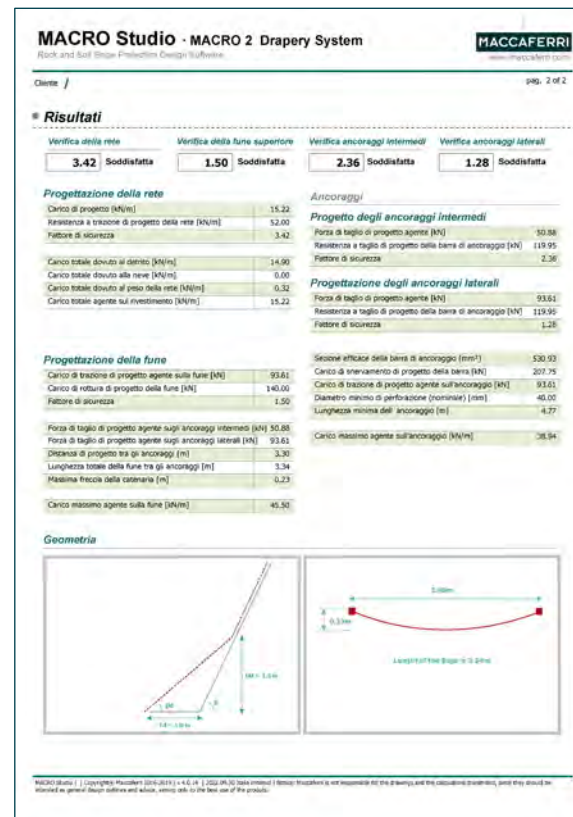 MACRO Studio - MACRO 2 Drapery System
MACCAFERRI
Rock and Soil Slope Protection Design Software
www.maccaferri.com
Cliente /
pag. 2 of 2
Risultati
Verifica della rete
Verifica della fune superiore
Verifica ancoraggi intermedi
Verifica ancoraggi laterali
3.42 Soddisfatta
1.50 Soddisfatta
2.36 Soddisfatta
1.28 Soddisfatta
Progettazione della rete
Carico di progetto [kN/m] 15.22
Resistenza a trazione di progetto della rete [kN/m] 52.00
Fattore di sicurezza 3.42
Carico totale dovuto al detrito [kN/m] 14.90
Carico totale dovuto alla neve [kN/m] 0.00
Carico totale dovuto al peso della rete [kN/m] 0.32
Carico totale agente sul rivestimento [kN/m] 15.22
Progettazione della fune
Carico di trazione di progetto agente sulla fune [kN] 93.61
Carico di rottura di progetto della fune [kN] 140.00
Fattore di sicurezza 1.50
Forza di taglio di progetto agente sugli ancoraggi intermedi [kN] 50.88
Forza di taglio di progetto agente sugli ancoraggi laterali [kN] 93.61
Distanza di progetto tra gli ancoraggi [m] 3.30
Lunghezza totale della fune tra gli ancoraggi [m] 3.34
Massima freccia della catenaria [m] 0.23
Carico massimo agente sulla fune [kN/m] 45.50
Ancoraggi
Progetto degli ancoraggi intermedi
Forza di taglio di progetto agente [kN] 50.88
Resistenza a taglio di progetto della barra di ancoraggio [kN] 119.95
Fattore di sicurezza 2.36
Progettazione degli ancoraggi laterali
Forza di taglio di progetto agente [kN] 93.61
Resistenza a taglio di progetto della barra di ancoraggio [kN] 119.95
Fattore di sicurezza 1.28
Sezione efficace della barra di ancoraggio [mm²] 530.93
Carico di snervamento di progetto della barra [kN] 207.75
Carico di trazione di progetto agente sull'ancoraggio [kN] 93.61
Diametro minimo di perforazione (nominale) [mm] 40.00
Lunghezza minima dell' ancoraggio [m] 4.77
Carico massimo agente sull'ancoraggio [kN/m] 38.94
Geometria